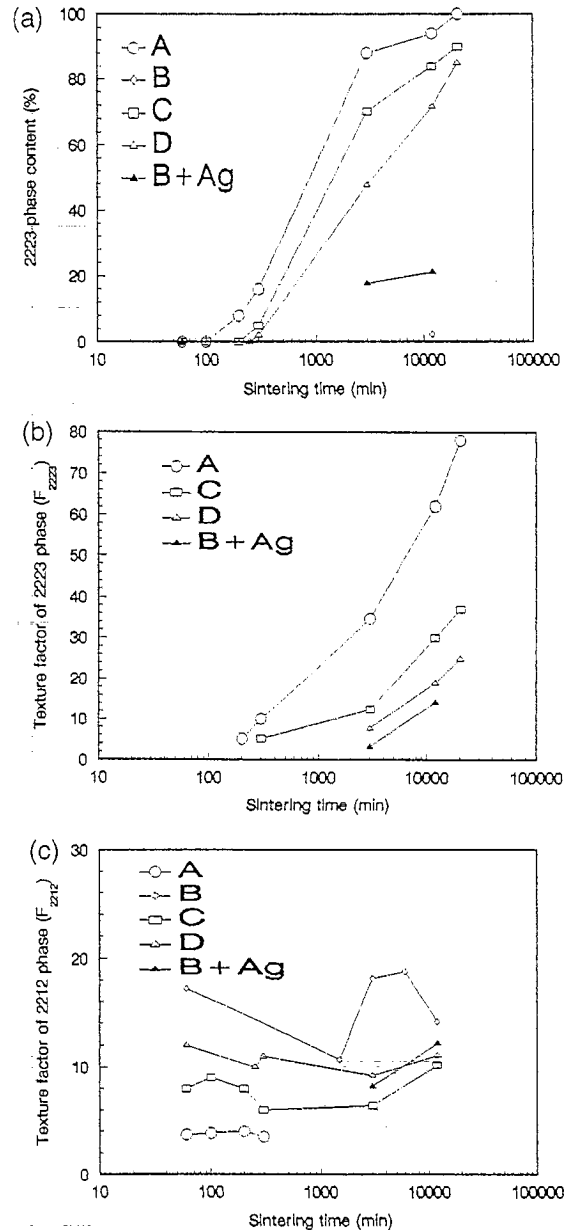 (a)
100
80
60
40
20
0
2223-phase content (%)
A
B
C
D
B+Ag
10 100 1000 10000 100000
Sintering time (min)
(b)
80
70
60
50
40
30
20
10
0
Texture factor of 2223 phase (F2223)
A
C
D
B+Ag
10 100 1000 10000 100000
Sintering time (min)
(c)
30
20
10
0
Texture factor of 2212 phase (F2212)
A
B
C
D
B + Ag
10 100 1000 10000 100000
Sintering time (min)